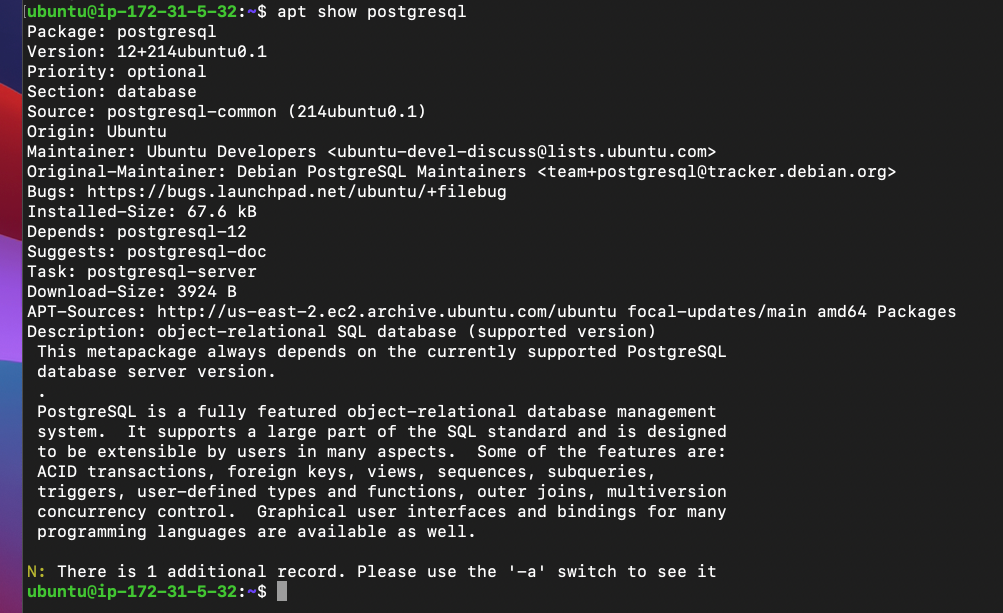 ubuntu@ip-172-31-5-32:~$ apt show postgresql
Package: postgresql
Version: 12+214ubuntu0.1
Priority: optional
Section: database
Source: postgresql-common (214ubuntu0.1)
Origin: Ubuntu
Maintainer: Ubuntu Developers <ubuntu-devel-discuss@lists.ubuntu.com>
Original-Maintainer: Debian PostgreSQL Maintainers <team+postgresql@tracker.debian.org>
Bugs: https://bugs.launchpad.net/ubuntu/+filebug
Installed-Size: 67.6 kB
Depends: postgresql-12
Suggests: postgresql-doc
Task: postgresql-server
Download-Size: 3924 B
APT-Sources: http://us-east-2.ec2.archive.ubuntu.com/ubuntu focal-updates/main amd64 Packages
Description: object-relational SQL database (supported version)
 This metapackage always depends on the currently supported PostgreSQL
 database server version.
 .
 PostgreSQL is a fully featured object-relational database management
 system.  It supports a large part of the SQL standard and is designed
 to be extensible by users in many aspects.  Some of the features are:
 ACID transactions, foreign keys, views, sequences, subqueries,
 triggers, user-defined types and functions, outer joins, multiversion
 concurrency control.  Graphical user interfaces and bindings for many
 programming languages are available as well.

N: There is 1 additional record. Please use the '-a' switch to see it
ubuntu@ip-172-31-5-32:~$